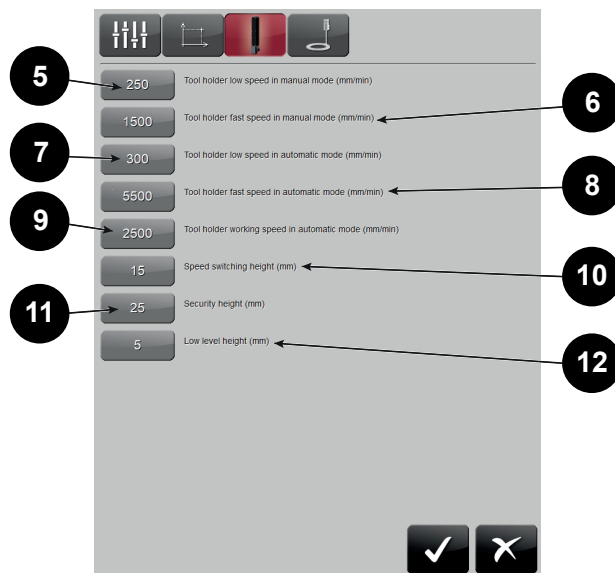 5 250 Tool holder low speed in manual mode (mm/min)
1500 Tool holder fast speed in manual mode (mm/min) 6
7 300 Tool holder low speed in automatic mode (mm/min)
5500 Tool holder fast speed in automatic mode (mm/min) 8
9 2500 Tool holder working speed in automatic mode (mm/min)
15 Speed switching height (mm) 10
11 25 Security height (mm)
5 Low level height (mm) 12